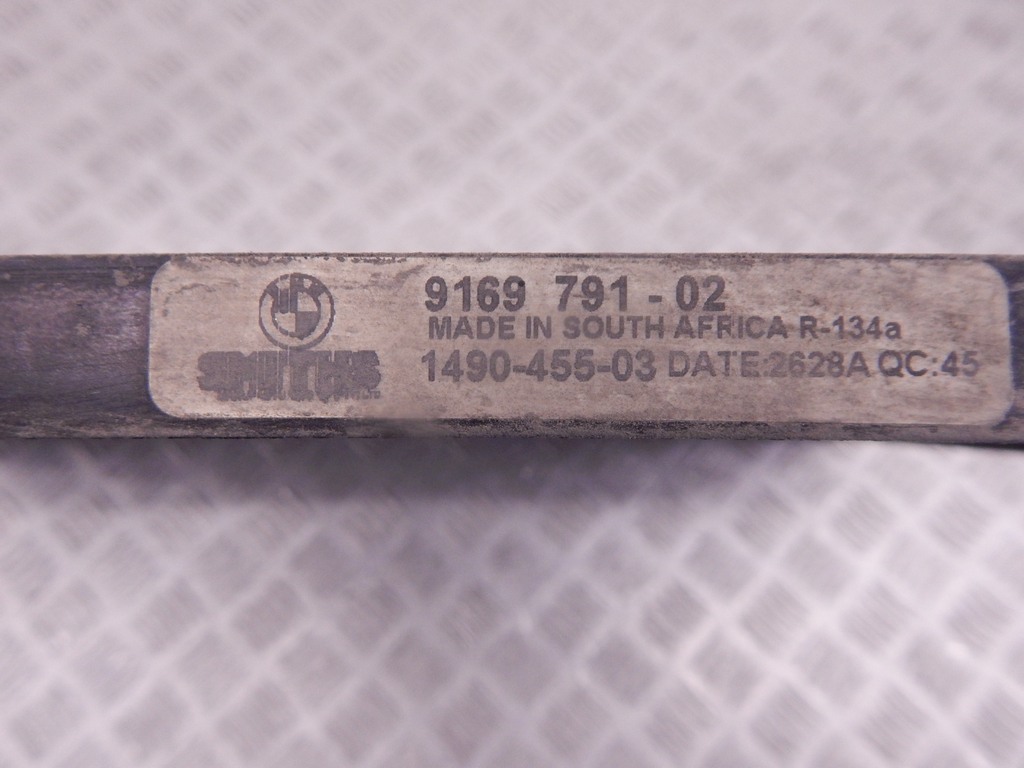 9169 791 - 02
MADE IN SOUTH AFRICA R-134a
SMITHS
1490-455-03 DATE:2628A QC:45